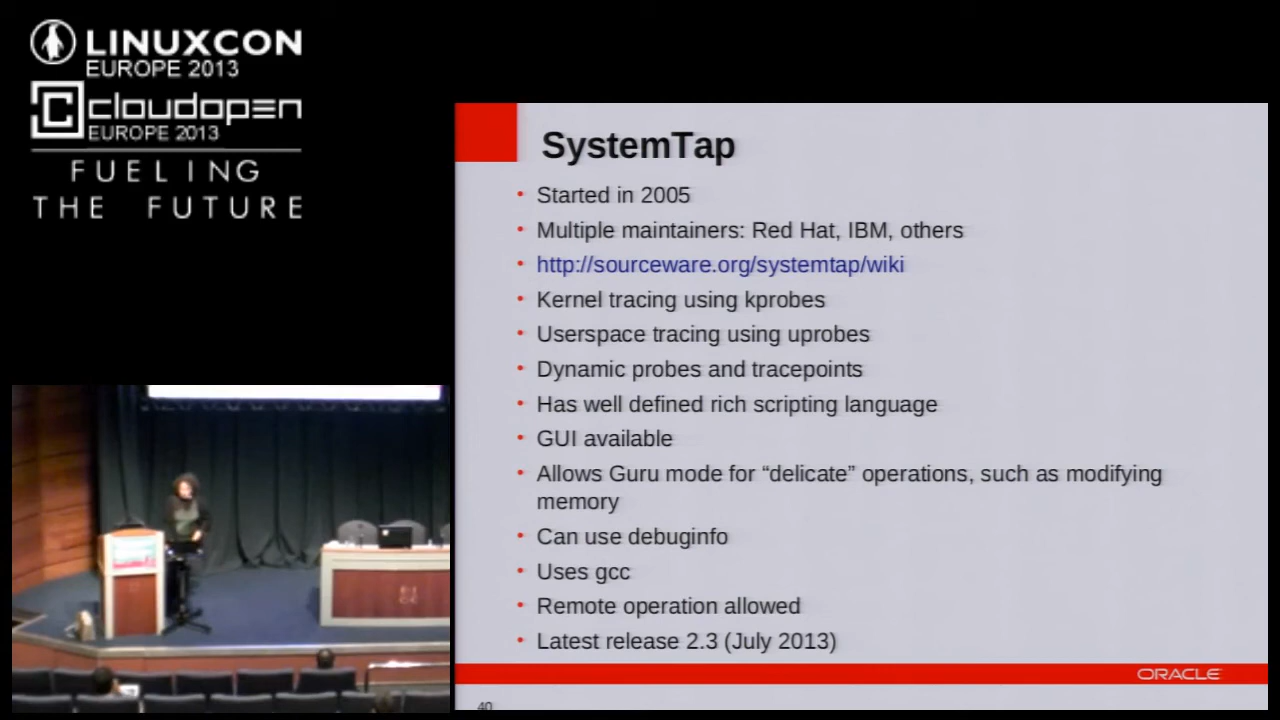 LINUXCON
EUROPE 2013
cloudopen
EUROPE 2013
FUELING
THE FUTURE
SystemTap
• Started in 2005
• Multiple maintainers: Red Hat, IBM, others
• http://sourceware.org/systemtap/wiki
• Kernel tracing using kprobes
• Userspace tracing using uprobes
• Dynamic probes and tracepoints
• Has well defined rich scripting language
• GUI available
• Allows Guru mode for “delicate” operations, such as modifying
memory
• Can use debuginfo
• Uses gcc
• Remote operation allowed
• Latest release 2.3 (July 2013)
ORACLE
40